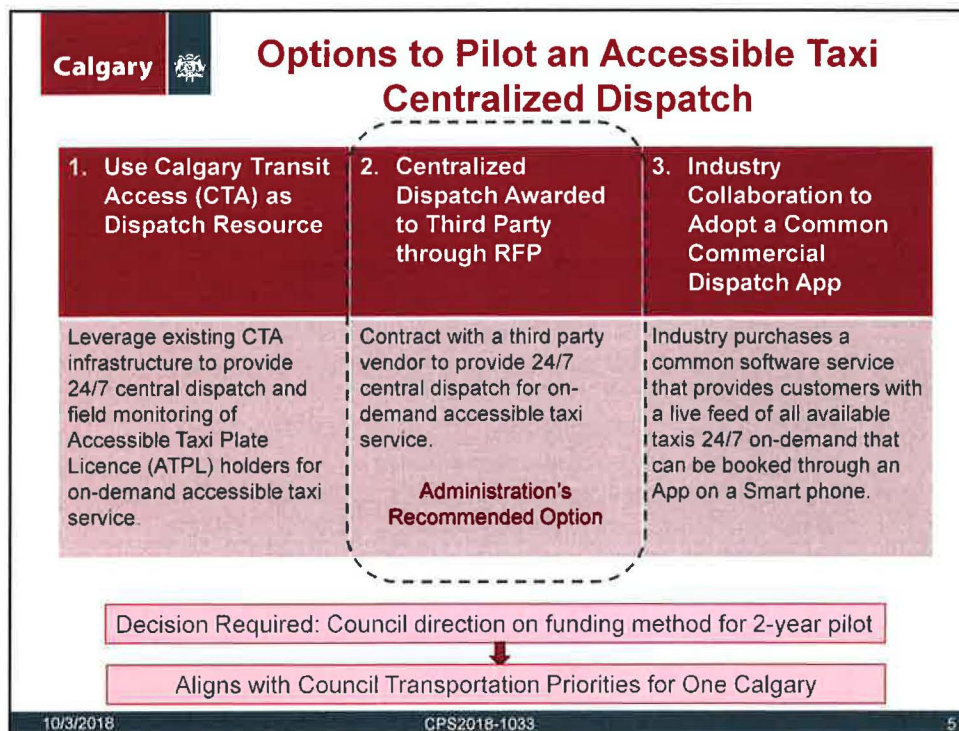 Calgary
Options to Pilot an Accessible Taxi
Centralized Dispatch
1. Use Calgary Transit
Access (CTA) as
Dispatch Resource
2. Centralized
Dispatch Awarded
to Third Party
through RFP
3. Industry
Collaboration to
Adopt a Common
Commercial
Dispatch App
Leverage existing CTA
infrastructure to provide
24/7 central dispatch and
field monitoring of
Accessible Taxi Plate
Licence (ATPL) holders for
on-demand accessible taxi
service.
Contract with a third party
vendor to provide 24/7
central dispatch for on-
demand accessible taxi
service.
Administration's
Recommended Option
Industry purchases a
common software service
that provides customers with
a live feed of all available
taxis 24/7 on-demand that
can be booked through an
App on a Smart phone.
Decision Required: Council direction on funding method for 2-year pilot
Aligns with Council Transportation Priorities for One Calgary
10/3/2018
CPS2018-1033
5